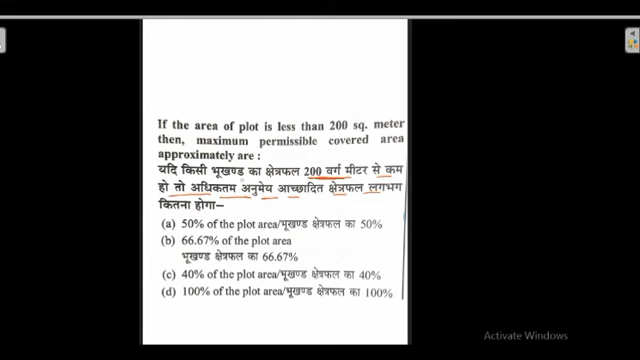 If the area of plot is less than 200 sq. meter
then, maximum permissible covered area
approximately are :
यदि किसी भूखण्ड का क्षेत्रफल 200 वर्ग मीटर से कम
हो तो अधिकतम अनुमेय आच्छादित क्षेत्रफल लगभग
कितना होगा–
(a) 50% of the plot area/भूखण्ड क्षेत्रफल का 50%
(b) 66.67% of the plot area
भूखण्ड क्षेत्रफल का 66.67%
(c) 40% of the plot area/भूखण्ड क्षेत्रफल का 40%
(d) 100% of the plot area/भूखण्ड क्षेत्रफल का 100%
Activate Windows